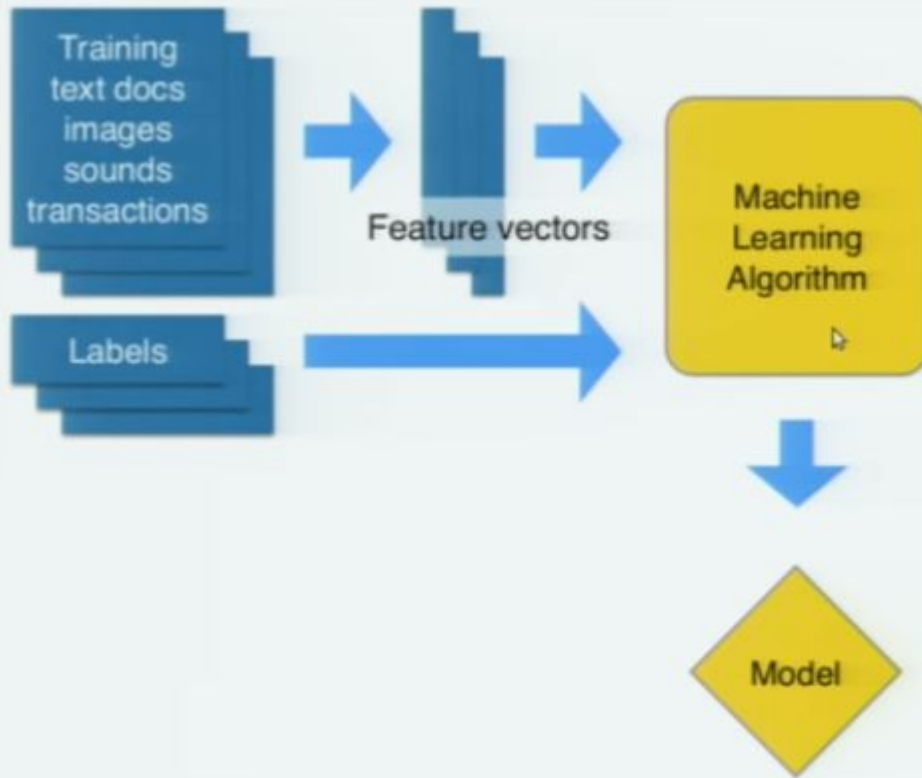 Training
text docs
images
sounds
transactions
Feature vectors
Machine
Learning
Algorithm
Labels
Model